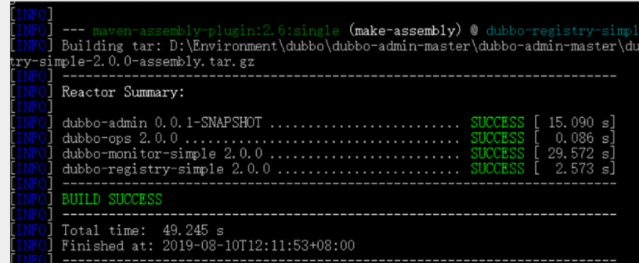 [INFO]
[INFO] --- maven-assembly-plugin:2.6:single (make-assembly) @ dubbo-registry-simpl
[INFO] Building tar: D:\Environment\dubbo\dubbo-admin-master\dubbo-admin-master\du
try-simple-2.0.0-assembly.tar.gz
[INFO] ------------------------------------------------------------------------
[INFO] Reactor Summary:
[INFO]
[INFO] dubbo-admin 0.0.1-SNAPSHOT ......................... SUCCESS [ 15.090 s]
[INFO] dubbo-ops 2.0.0 .................................... SUCCESS [  0.086 s]
[INFO] dubbo-monitor-simple 2.0.0 ......................... SUCCESS [ 29.572 s]
[INFO] dubbo-registry-simple 2.0.0 ........................ SUCCESS [  2.573 s]
[INFO] ------------------------------------------------------------------------
[INFO] BUILD SUCCESS
[INFO] ------------------------------------------------------------------------
[INFO] Total time:  49.245 s
[INFO] Finished at: 2019-08-10T12:11:53+08:00
[INFO] ------------------------------------------------------------------------